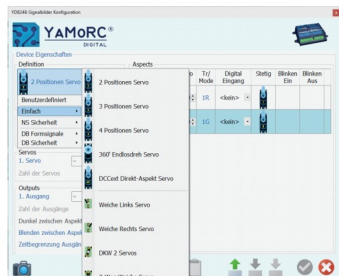 YD8248 Signalbilder Konfiguration
YAMORC®
DIGITAL
Device Eigenschaften
Definition
Aspects
2 Positionen Servo
Benutzerdefiniert
Einfach
NS Sicherheit
DB Formsignale
DB Sicherheit
Servos
1. Servo
Zahl der Servos
Outputs
1. Ausgang
Zahl der Ausgänge
Dunkel zwischen Aspekt
Blenden zwischen Aspekt
Zeitbegrenzung Ausgän
2 Positionen Servo
3 Positionen Servo
4 Positionen Servo
360° Endlosdreh Servo
DCCext Direkt-Aspekt Servo
Weiche Links Servo
Weiche Rechts Servo
DKW 2 Servos
Tr/ Mode
Digital Eingang
Stetig
Blinken Ein
Blinken Aus
1R
<kein>
1G
<kein>